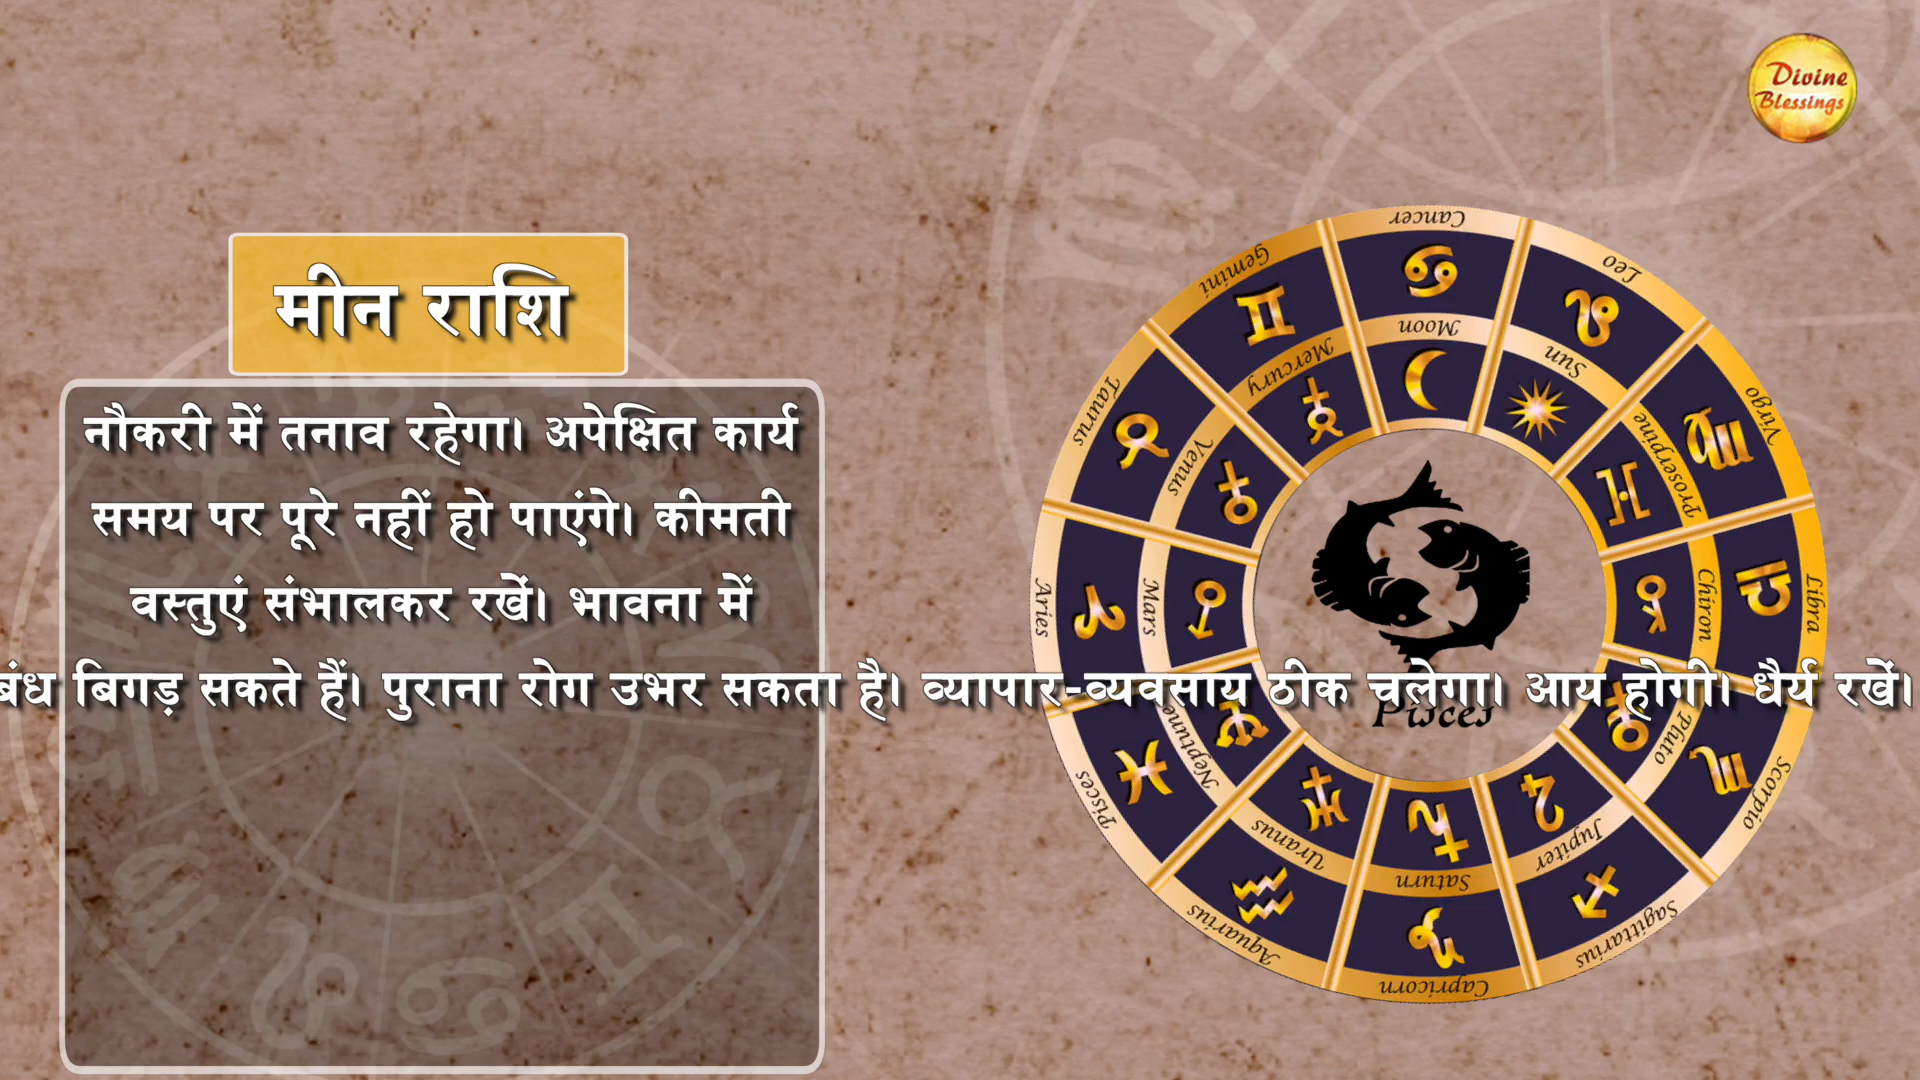 Divine
Blessings
मीन राशि
नौकरी में तनाव रहेगा। अपेक्षित कार्य
समय पर पूरे नहीं हो पाएंगे। कीमती
वस्तुएं संभालकर रखें। भावना में
बिगड़ सकते हैं। पुराना रोग उभर सकता है। व्यापार-व्यवसाय ठीक चलेगा। आय होगी। धैर्य रखें।
Cancer
Leo
Virgo
Libra
Scorpio
Sagittarius
Capricorn
Aquarius
Pisces
Aries
Taurus
Gemini
Moon
Sun
Proserpine
Chiron
Pluto
Jupiter
Saturn
Uranus
Neptune
Mars
Venus
Mercury
Pisces